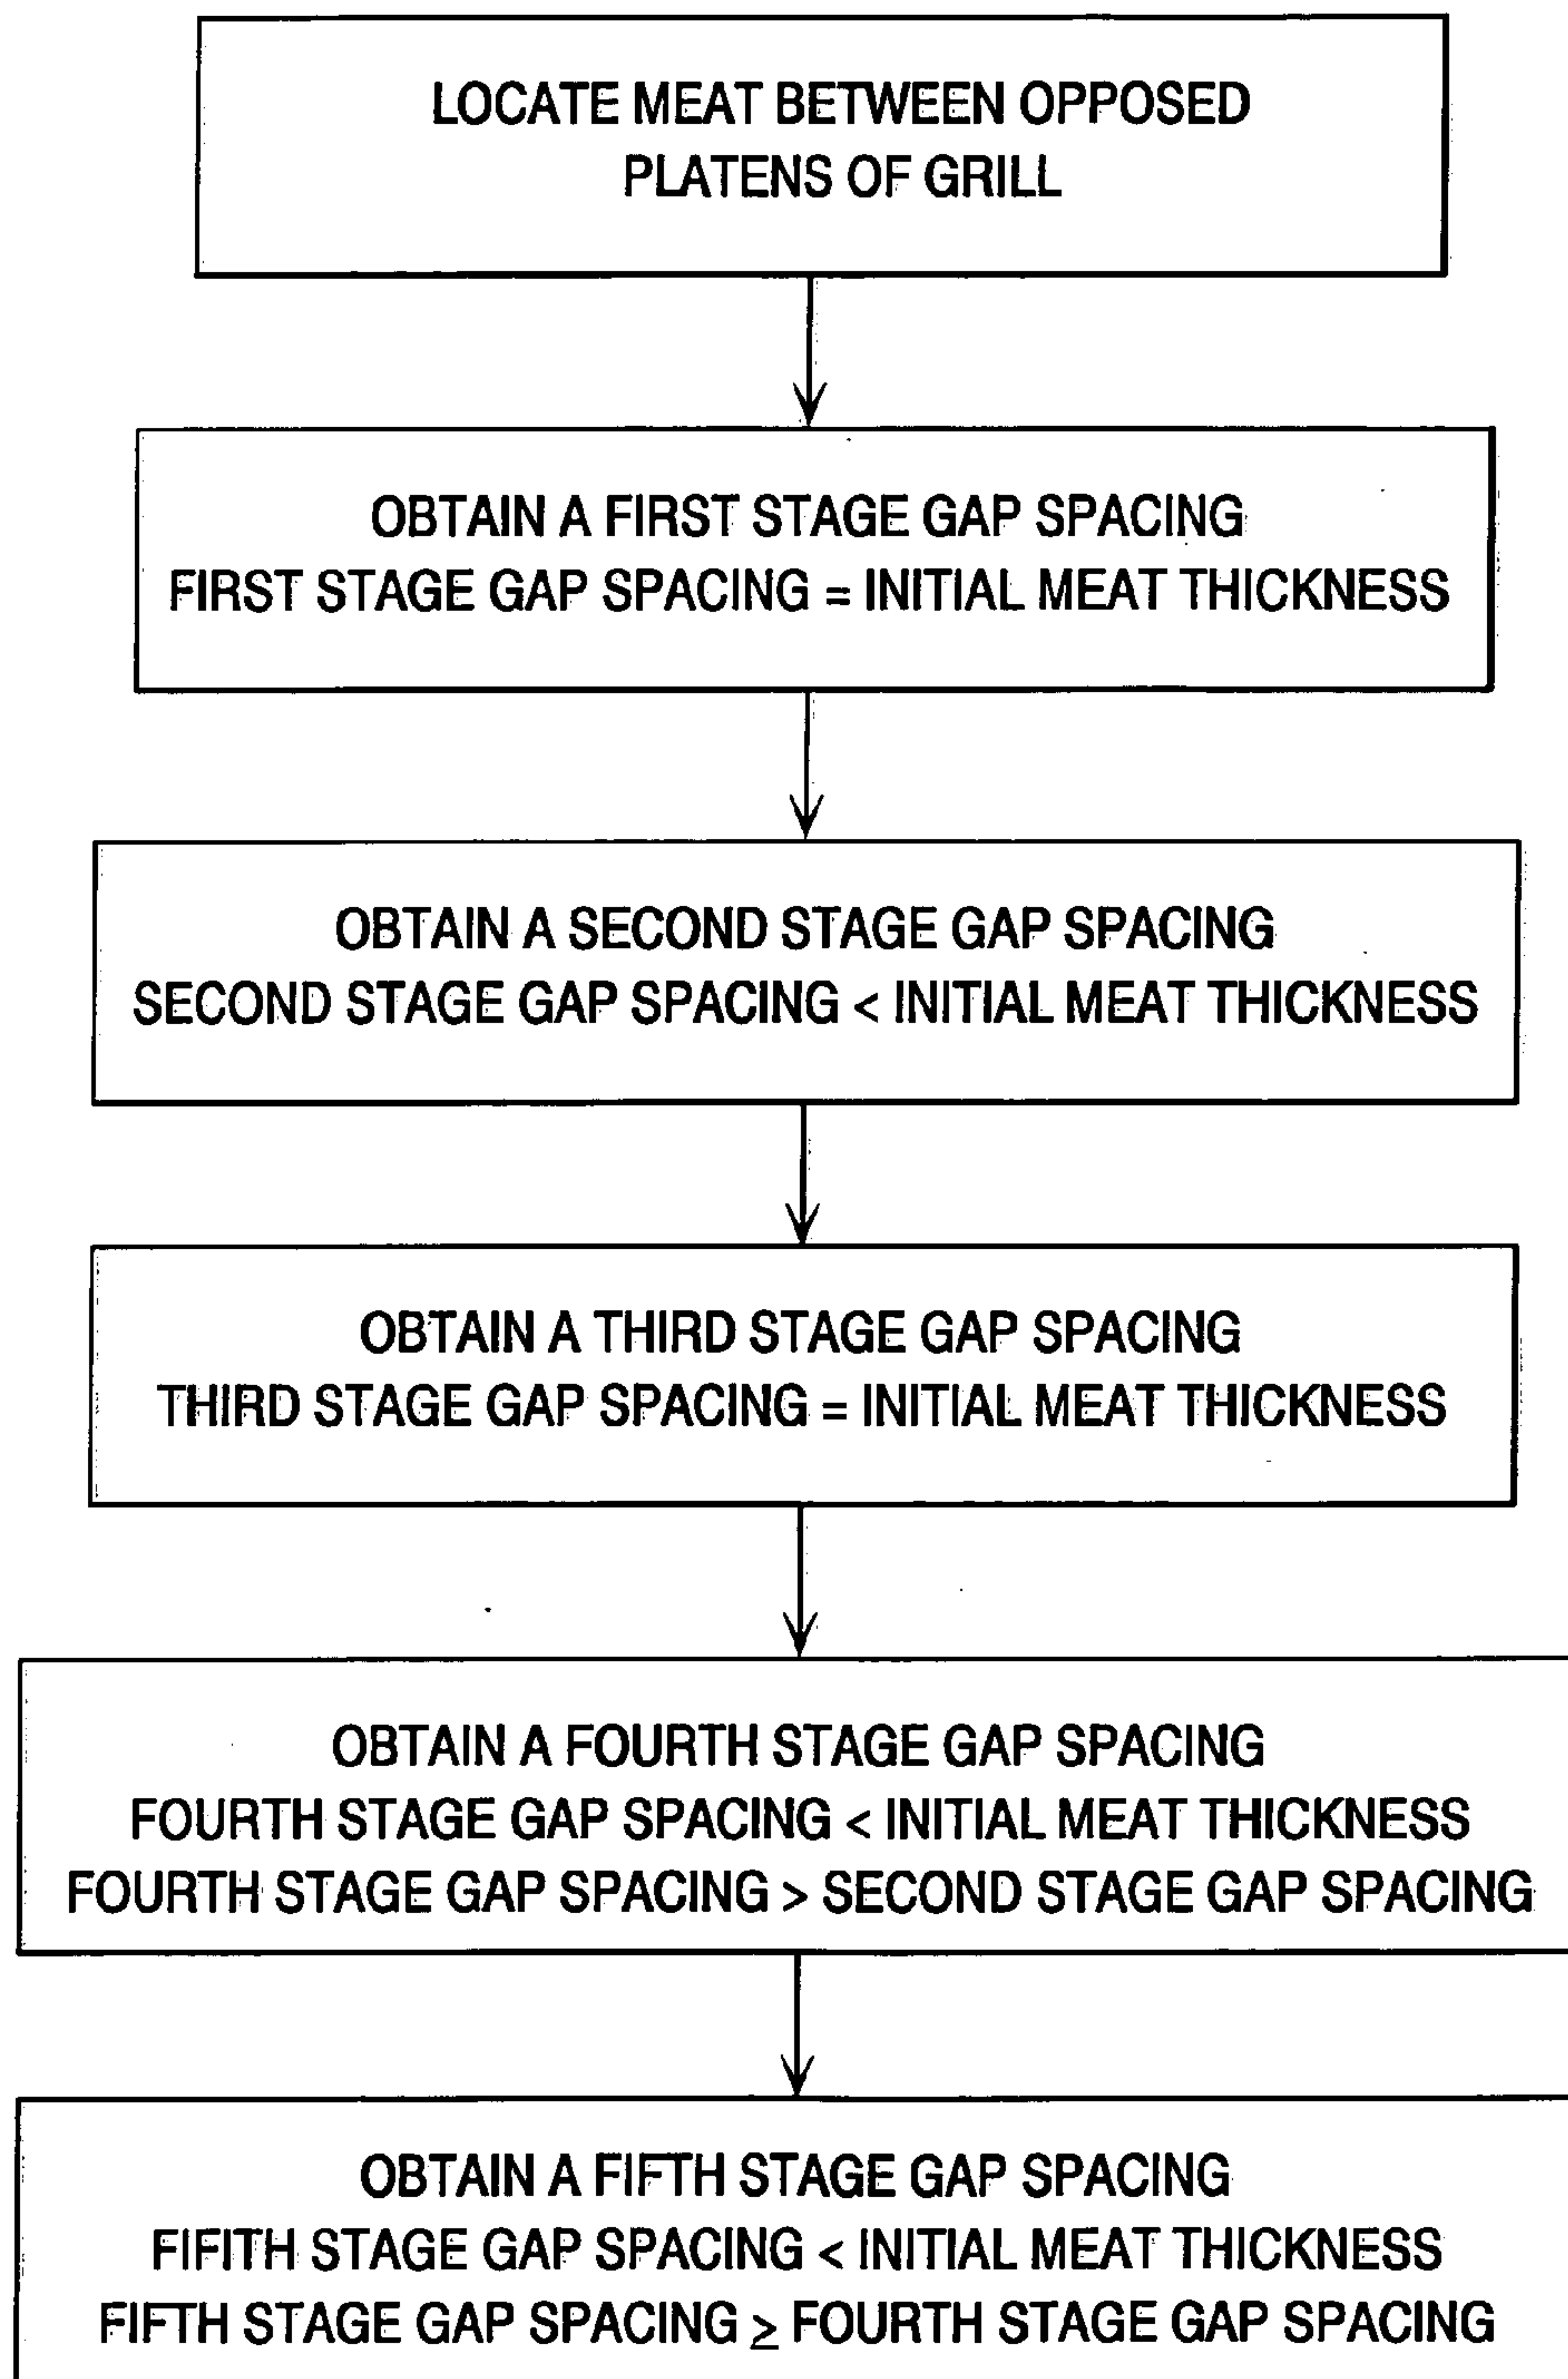 LOCATE MEAT BETWEEN OPPOSED
PLATENS OF GRILL
OBTAIN A FIRST STAGE GAP SPACING
FIRST STAGE GAP SPACING = INITIAL MEAT THICKNESS
OBTAIN A SECOND STAGE GAP SPACING
SECOND STAGE GAP SPACING < INITIAL MEAT THICKNESS
OBTAIN A THIRD STAGE GAP SPACING
THIRD STAGE GAP SPACING = INITIAL MEAT THICKNESS
OBTAIN A FOURTH STAGE GAP SPACING
FOURTH STAGE GAP SPACING < INITIAL MEAT THICKNESS
FOURTH STAGE GAP SPACING > SECOND STAGE GAP SPACING
OBTAIN A FIFTH STAGE GAP SPACING
FIFITH STAGE GAP SPACING < INITIAL MEAT THICKNESS
FIFTH STAGE GAP SPACING ≥ FOURTH STAGE GAP SPACING